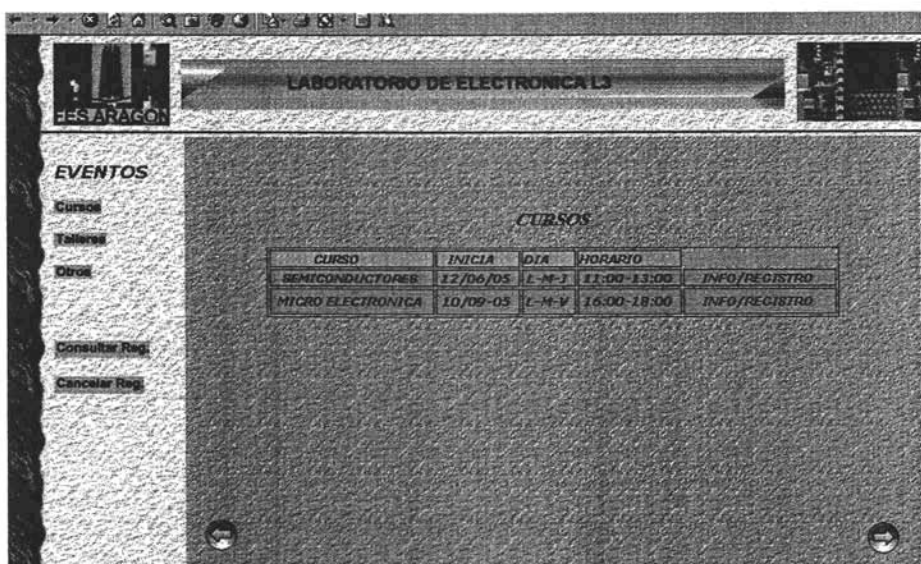 FES ARAGON
LABORATORIO DE ELECTRONICA L3
EVENTOS
Cursos
Talleres
Otros
Consultar Reg.
Cancelar Reg.
CURSOS
CURSO INICIA DIA HORARIO
SEMICONDUCTORES 12/06/05 L-M-J 11:00-13:00 INFO/REGISTRO
MICRO ELECTRONICA 10/09-05 L-M-V 16:00-18:00 INFO/REGISTRO